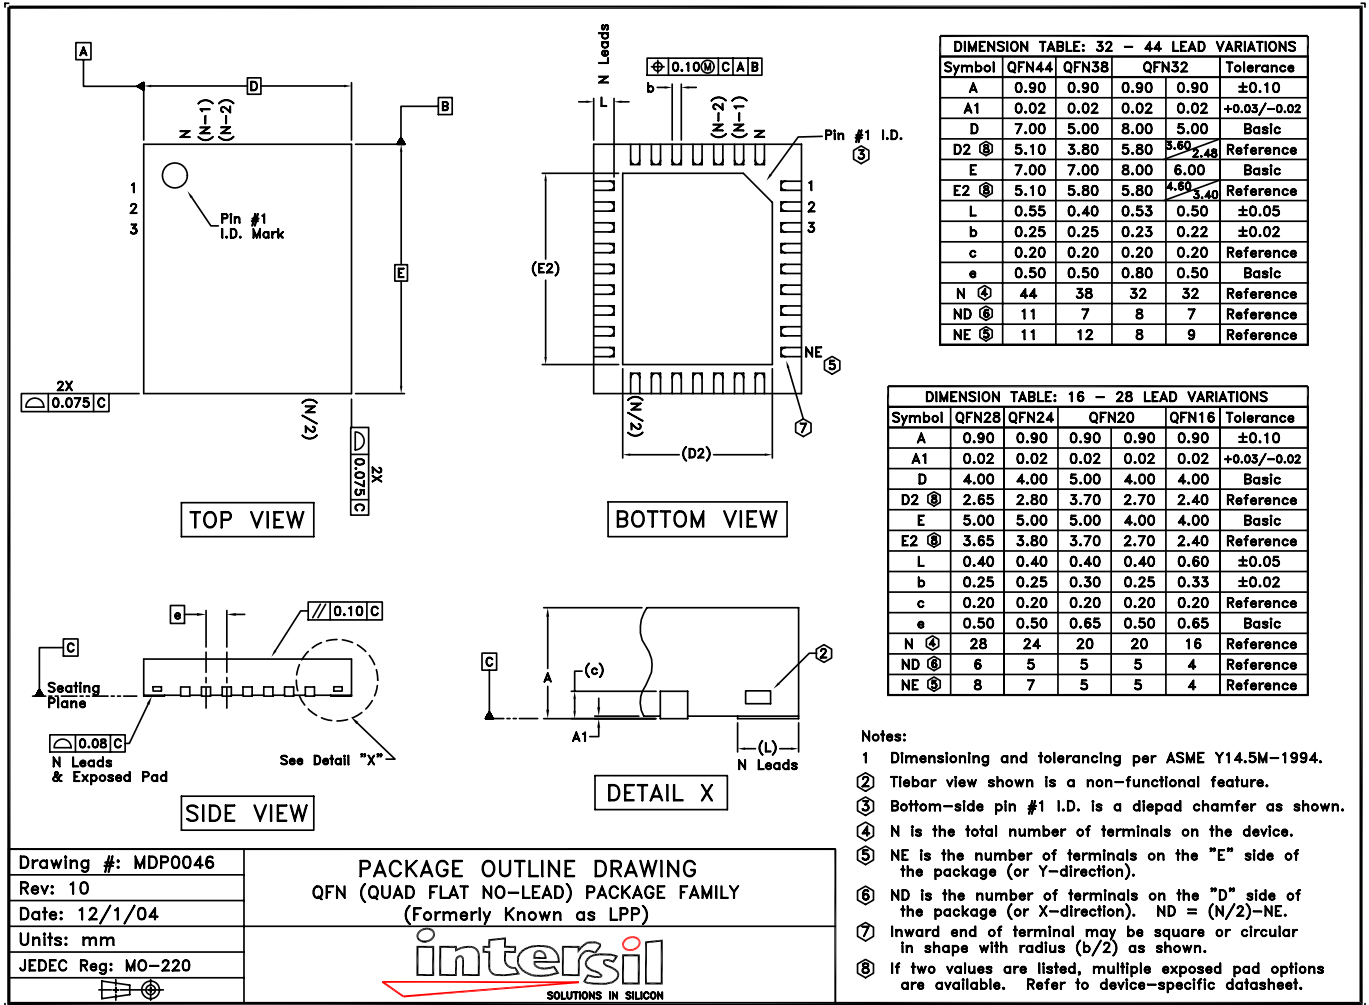 A
D
B
N
(N-1)
(N-2)
1
2
3
Pin #1
I.D. Mark
E
2X
⌓ 0.075 C
(N/2)
⌓ 0.075 C
2X
TOP VIEW
N Leads
L
⌖ 0.10Ⓜ C A B
b
(N-2)
(N-1)
N
Pin #1 I.D.
3
1
2
3
(E2)
NE
5
(N/2)
7
(D2)
BOTTOM VIEW
e
// 0.10 C
C
Seating
Plane
⌓ 0.08 C
N Leads
& Exposed Pad
See Detail "X"
SIDE VIEW
C
A
(c)
2
A1
(L)
N Leads
DETAIL X
DIMENSION TABLE: 32 - 44 LEAD VARIATIONS
Symbol QFN44 QFN38 QFN32 Tolerance
A 0.90 0.90 0.90 0.90 ±0.10
A1 0.02 0.02 0.02 0.02 +0.03/-0.02
D 7.00 5.00 8.00 5.00 Basic
D2 ⑧ 5.10 3.80 5.80 3.60/2.48 Reference
E 7.00 7.00 8.00 6.00 Basic
E2 ⑧ 5.10 5.80 5.80 4.60/3.40 Reference
L 0.55 0.40 0.53 0.50 ±0.05
b 0.25 0.25 0.23 0.22 ±0.02
c 0.20 0.20 0.20 0.20 Reference
e 0.50 0.50 0.80 0.50 Basic
N ④ 44 38 32 32 Reference
ND ⑥ 11 7 8 7 Reference
NE ⑤ 11 12 8 9 Reference
DIMENSION TABLE: 16 - 28 LEAD VARIATIONS
Symbol QFN28 QFN24 QFN20 QFN16 Tolerance
A 0.90 0.90 0.90 0.90 0.90 ±0.10
A1 0.02 0.02 0.02 0.02 0.02 +0.03/-0.02
D 4.00 4.00 5.00 4.00 4.00 Basic
D2 ⑧ 2.65 2.80 3.70 2.70 2.40 Reference
E 5.00 5.00 5.00 4.00 4.00 Basic
E2 ⑧ 3.65 3.80 3.70 2.70 2.40 Reference
L 0.40 0.40 0.40 0.40 0.60 ±0.05
b 0.25 0.25 0.30 0.25 0.33 ±0.02
c 0.20 0.20 0.20 0.20 0.20 Reference
e 0.50 0.50 0.65 0.50 0.65 Basic
N ④ 28 24 20 20 16 Reference
ND ⑥ 6 5 5 5 4 Reference
NE ⑤ 8 7 5 5 4 Reference
Notes:
1 Dimensioning and tolerancing per ASME Y14.5M-1994.
② Tiebar view shown is a non-functional feature.
③ Bottom-side pin #1 I.D. is a diepad chamfer as shown.
④ N is the total number of terminals on the device.
⑤ NE is the number of terminals on the "E" side of
the package (or Y-direction).
⑥ ND is the number of terminals on the "D" side of
the package (or X-direction). ND = (N/2)-NE.
⑦ Inward end of terminal may be square or circular
in shape with radius (b/2) as shown.
⑧ If two values are listed, multiple exposed pad options
are available. Refer to device-specific datasheet.
Drawing #: MDP0046
Rev: 10
Date: 12/1/04
Units: mm
JEDEC Reg: MO-220
PACKAGE OUTLINE DRAWING
QFN (QUAD FLAT NO-LEAD) PACKAGE FAMILY
(Formerly Known as LPP)
intersil
SOLUTIONS IN SILICON